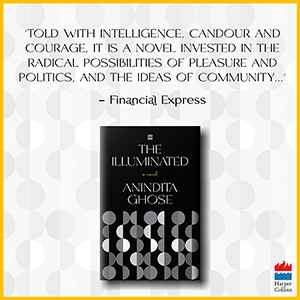 ‘TOLD WITH INTELLIGENCE, CANDOUR AND
COURAGE, IT IS A NOVEL INVESTED IN THE
RADICAL POSSIBILITIES OF PLEASURE AND
POLITICS, AND THE IDEAS OF COMMUNITY...’
– Financial Express
THE
ILLUMINATED
a novel
ANINDITA
GHOSE
Harper
Collins